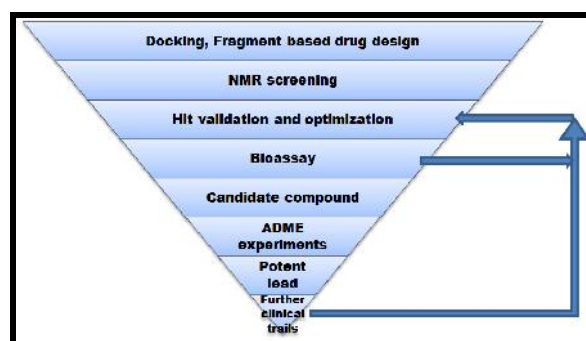 Docking, Fragment based drug design
NMR screening
Hit validation and optimization
Bioassay
Candidate compound
ADME
experiments
Potent
lead
Further
clinical
trails